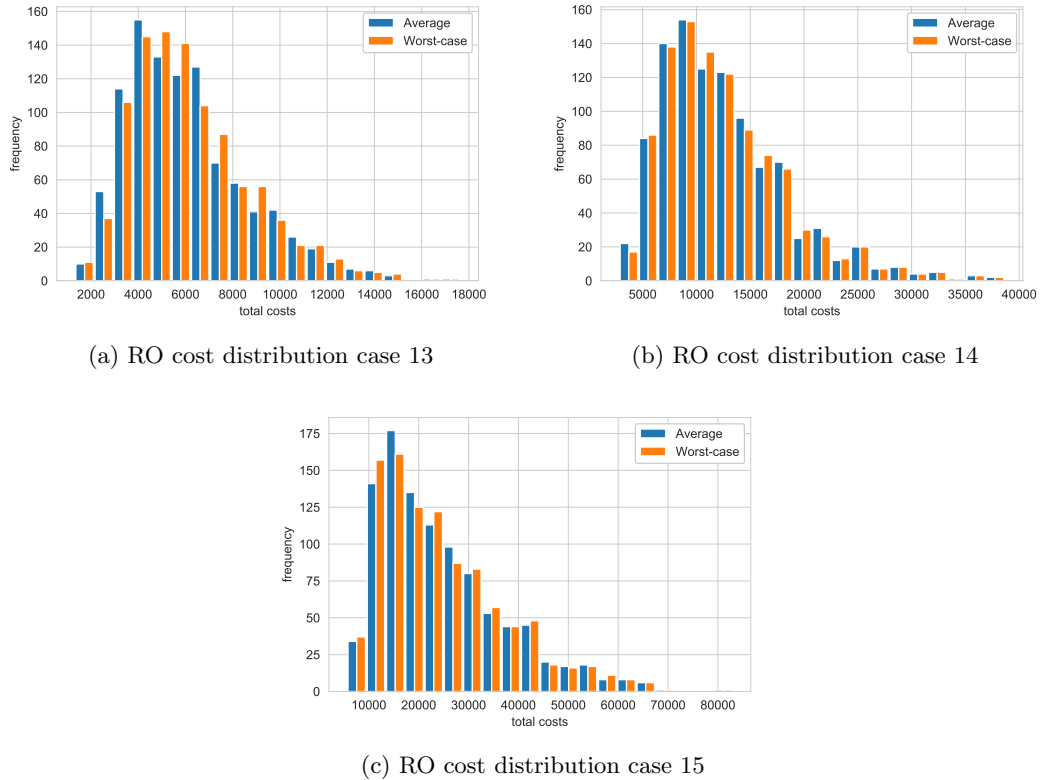 160
140
120
100
80
60
40
20
0
frequency
2000 4000 6000 8000 10000 12000 14000 16000 18000
total costs
Average
Worst-case
(a) RO cost distribution case 13
160
140
120
100
80
60
40
20
0
frequency
5000 10000 15000 20000 25000 30000 35000 40000
total costs
Average
Worst-case
(b) RO cost distribution case 14
175
150
125
100
75
50
25
0
frequency
10000 20000 30000 40000 50000 60000 70000 80000
total costs
Average
Worst-case
(c) RO cost distribution case 15